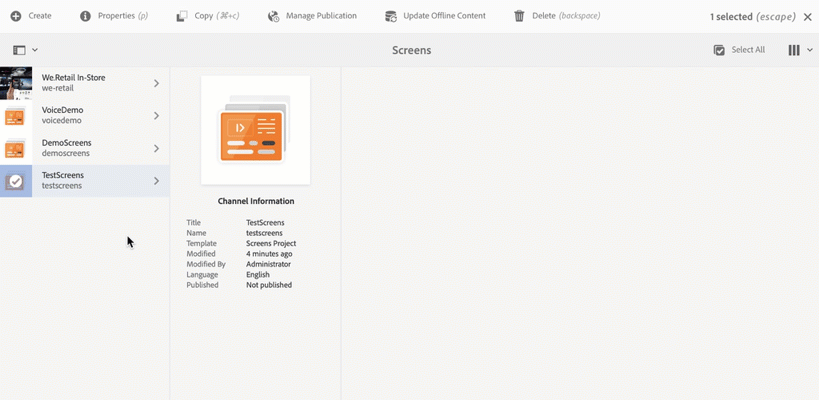 Create Properties (p) Copy (⌘+c) Manage Publication Update Offline Content Delete (backspace) 1 selected (escape)
Screens Select All
We.Retail In-Store
we-retail
VoiceDemo
voicedemo
DemoScreens
demoscreens
TestScreens
testscreens
Channel Information
Title TestScreens
Name testscreens
Template Screens Project
Modified 4 minutes ago
Modified By Administrator
Language English
Published Not published